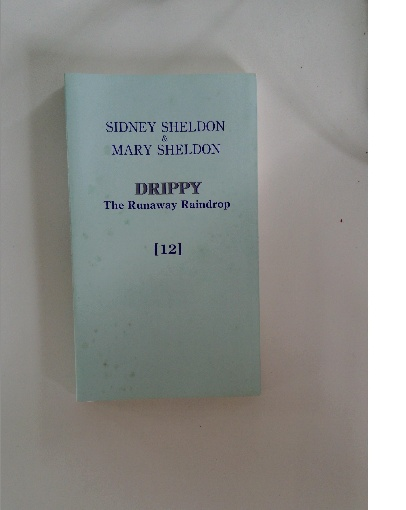 SIDNEY SHELDON
&
MARY SHELDON
DRIPPY
The Runaway Raindrop
[12]